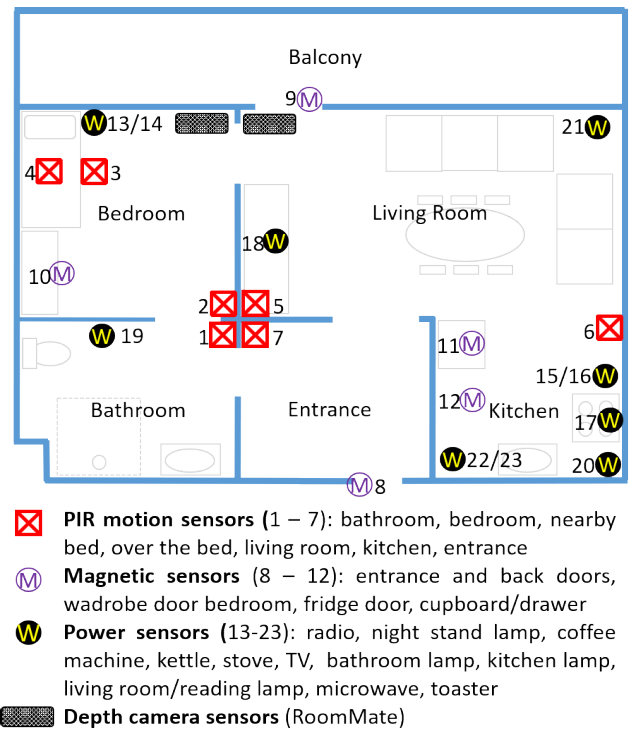 Balcony
9 M
W 13/14
21 W
4
3
Bedroom
Living Room
18 W
10 M
2
5
1
7
6
W 19
11 M
15/16 W
12 M
Kitchen
Bathroom
Entrance
17 W
W 22/23
20 W
M 8
PIR motion sensors (1 – 7): bathroom, bedroom, nearby
bed, over the bed, living room, kitchen, entrance
M Magnetic sensors (8 – 12): entrance and back doors,
wadrobe door bedroom, fridge door, cupboard/drawer
W Power sensors (13-23): radio, night stand lamp, coffee
machine, kettle, stove, TV, bathroom lamp, kitchen lamp,
living room/reading lamp, microwave, toaster
Depth camera sensors (RoomMate)